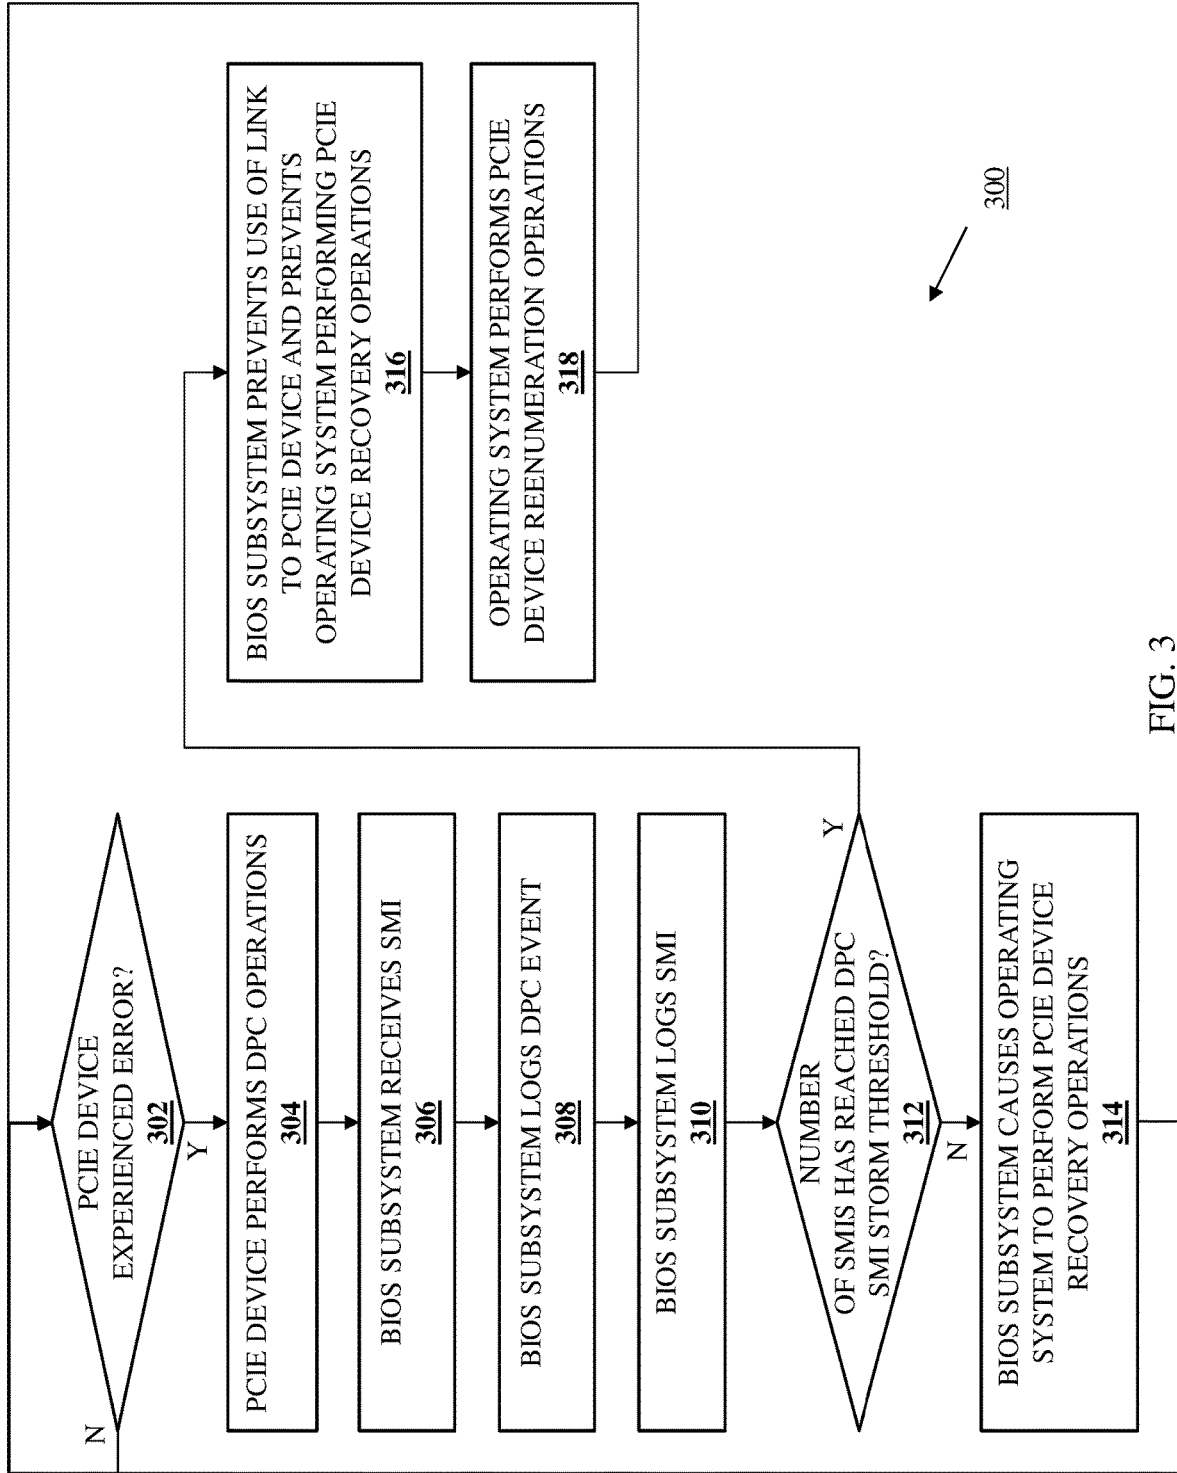 PCIE DEVICE
EXPERIENCED ERROR?
302
N
Y
PCIE DEVICE PERFORMS DPC OPERATIONS
304
BIOS SUBSYSTEM RECEIVES SMI
306
BIOS SUBSYSTEM LOGS DPC EVENT
308
BIOS SUBSYSTEM LOGS SMI
310
NUMBER
OF SMIS HAS REACHED DPC
SMI STORM THRESHOLD?
312
Y
N
BIOS SUBSYSTEM CAUSES OPERATING
SYSTEM TO PERFORM PCIE DEVICE
RECOVERY OPERATIONS
314
BIOS SUBSYSTEM PREVENTS USE OF LINK
TO PCIE DEVICE AND PREVENTS
OPERATING SYSTEM PERFORMING PCIE
DEVICE RECOVERY OPERATIONS
316
OPERATING SYSTEM PERFORMS PCIE
DEVICE REENUMERATION OPERATIONS
318
300
FIG. 3